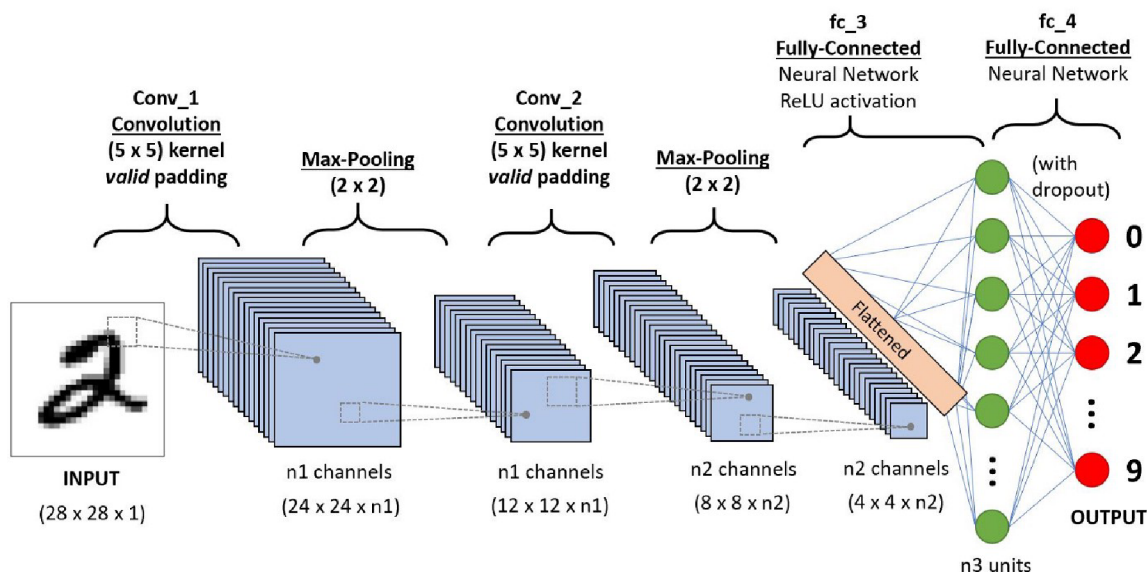 fc_3
Fully-Connected
Neural Network
ReLU activation
fc_4
Fully-Connected
Neural Network
Conv_1
Convolution
(5 x 5) kernel
valid padding
Max-Pooling
(2 x 2)
Conv_2
Convolution
(5 x 5) kernel
valid padding
Max-Pooling
(2 x 2)
(with
dropout)
Flattened
0
1
2
9
INPUT
(28 x 28 x 1)
n1 channels
(24 x 24 x n1)
n1 channels
(12 x 12 x n1)
n2 channels
(8 x 8 x n2)
n2 channels
(4 x 4 x n2)
n3 units
OUTPUT
2